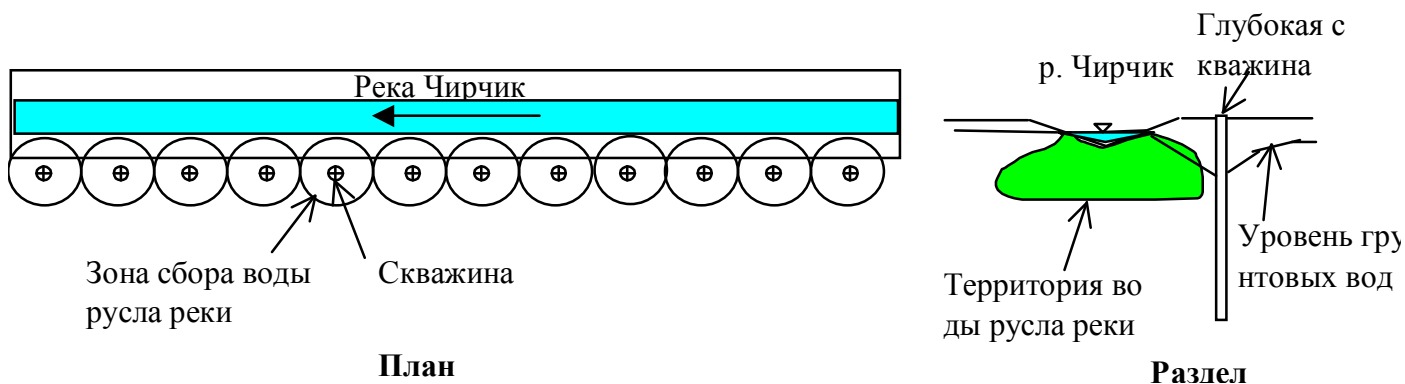 Река Чирчик
Зона сбора воды
русла реки
Скважина
План
Глубокая с
кважина
р. Чирчик
Уровень гру
нтовых вод
Территория во
ды русла реки
Раздел